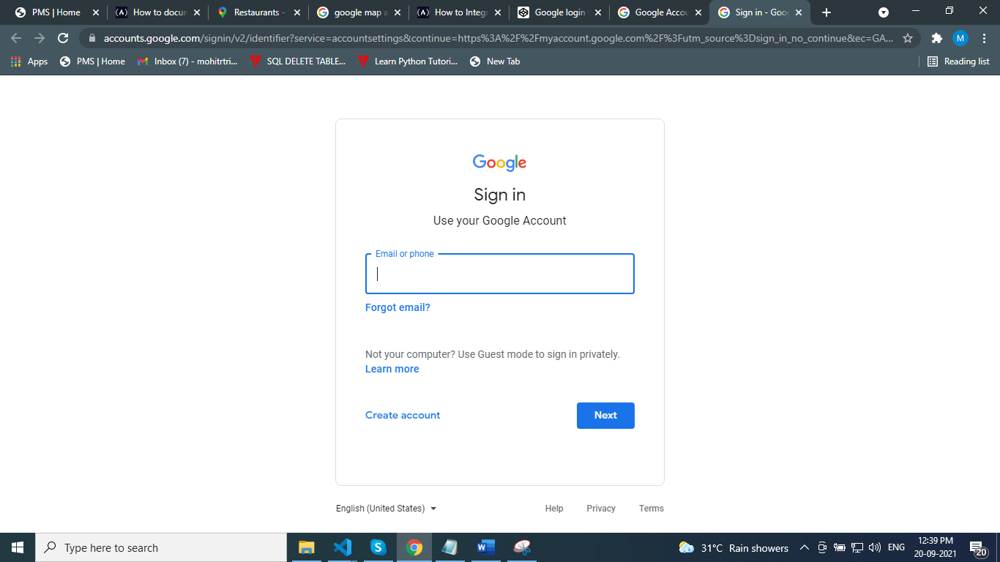 PMS | Home
How to docum
Restaurants -
google map a
How to Integr
Google login
Google Accou
Sign in - Goog
accounts.google.com/signin/v2/identifier?service=accountsettings&continue=https%3A%2F%2Fmyaccount.google.com%2F%3Futm_source%3Dsign_in_no_continue&ec=GA...
M
Apps
PMS | Home
Inbox (7) - mohitrtri...
SQL DELETE TABLE...
Learn Python Tutori...
New Tab
Reading list
Google
Sign in
Use your Google Account
Email or phone
Forgot email?
Not your computer? Use Guest mode to sign in privately.
Learn more
Create account
Next
English (United States)
Help
Privacy
Terms
Type here to search
31°C Rain showers
ENG
12:39 PM
20-09-2021
20